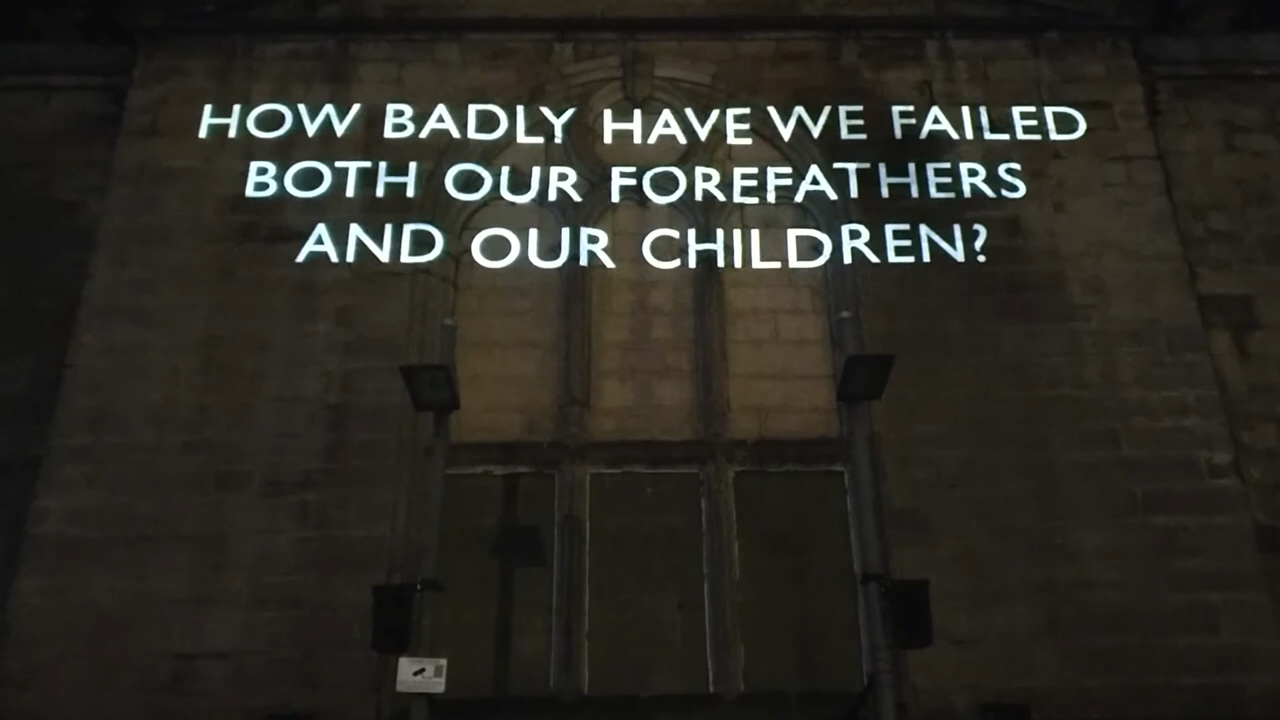 HOW BADLY HAVE WE FAILED
BOTH OUR FOREFATHERS
AND OUR CHILDREN?